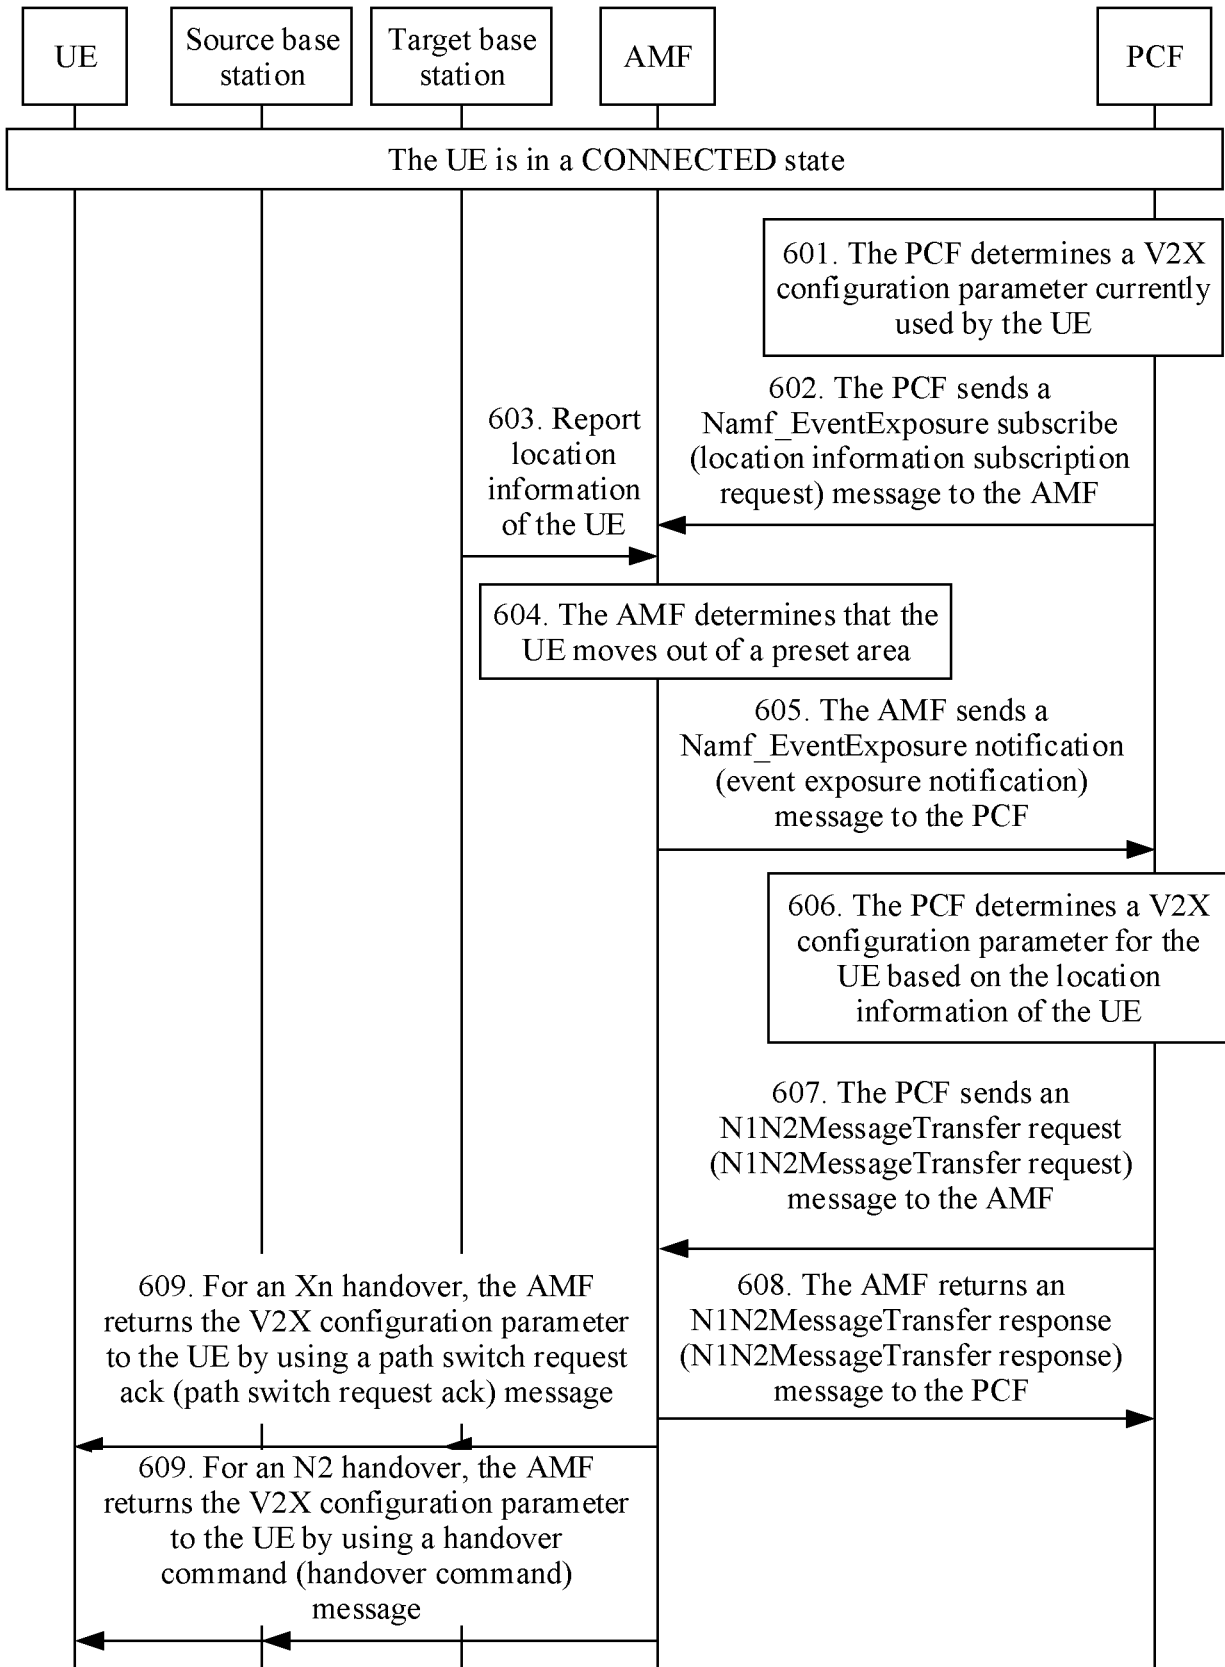 UE
Source base
station
Target base
station
AMF
PCF
The UE is in a CONNECTED state
601. The PCF determines a V2X
configuration parameter currently
used by the UE
602. The PCF sends a
Namf_EventExposure subscribe
(location information subscription
request) message to the AMF
603. Report
location
information
of the UE
604. The AMF determines that the
UE moves out of a preset area
605. The AMF sends a
Namf_EventExposure notification
(event exposure notification)
message to the PCF
606. The PCF determines a V2X
configuration parameter for the
UE based on the location
information of the UE
607. The PCF sends an
N1N2MessageTransfer request
(N1N2MessageTransfer request)
message to the AMF
608. The AMF returns an
N1N2MessageTransfer response
(N1N2MessageTransfer response)
message to the PCF
609. For an Xn handover, the AMF
returns the V2X configuration parameter
to the UE by using a path switch request
ack (path switch request ack) message
609. For an N2 handover, the AMF
returns the V2X configuration parameter
to the UE by using a handover
command (handover command)
message